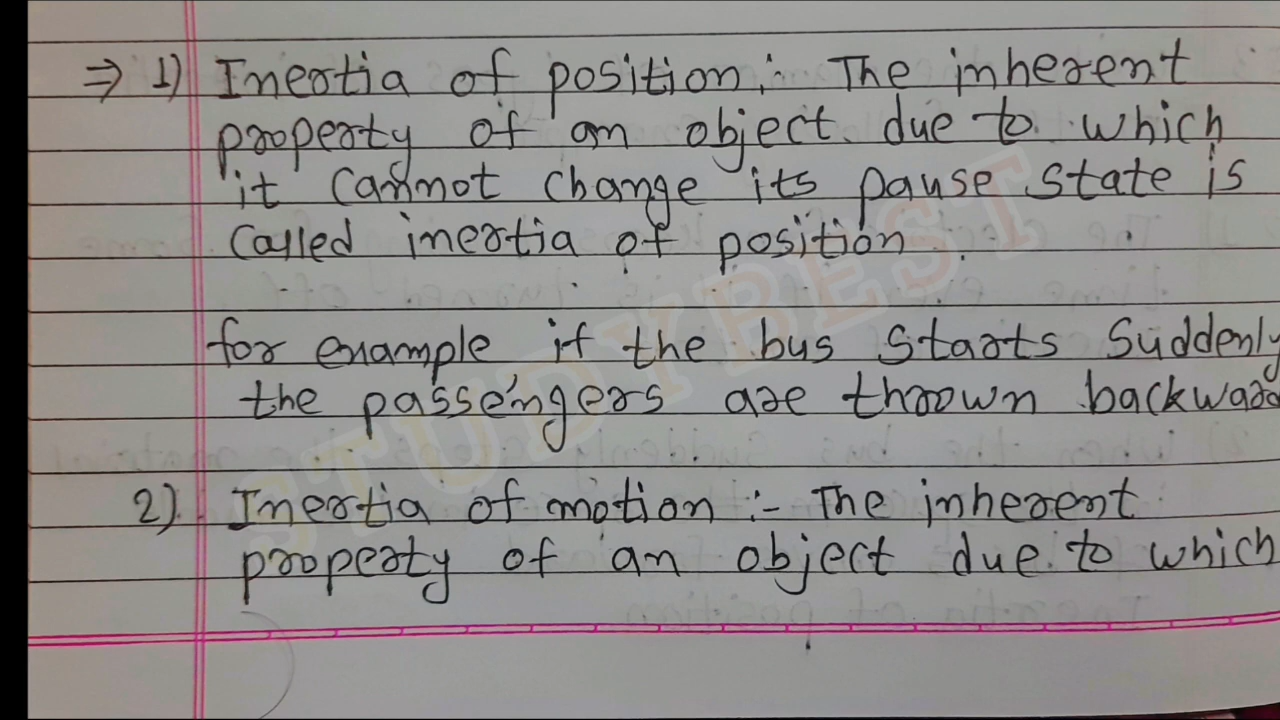 ⇒ 1) Inertia of position :- The inherent
property of an object due to which
it cannot change its pause state is
called inertia of position.
for example if the bus starts suddenly
the passengers are thrown backward
2) Inertia of motion :- The inherent
property of an object due to which
STUDYBEST